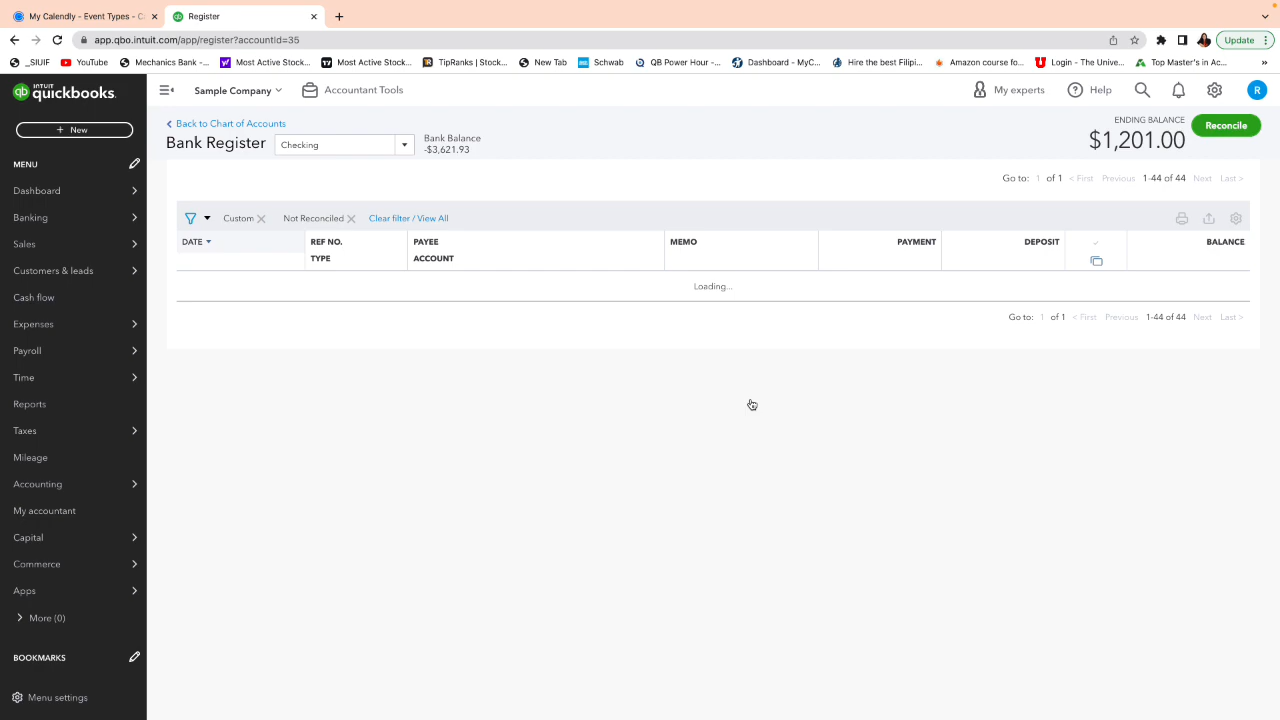 My Calendly - Event Types - C
Register
app.qbo.intuit.com/app/register?accountid=35
Update
_SIUIF
YouTube
Mechanics Bank -...
Most Active Stock...
Most Active Stock...
TipRanks | Stock...
New Tab
Schwab
QB Power Hour -...
Dashboard - MyC...
Hire the best Filipi...
Amazon course fo...
Login - The Unive...
Top Master's in Ac...
»
qb INTUIT quickbooks.
Sample Company
Accountant Tools
My experts
Help
R
+ New
MENU
Dashboard
Banking
Sales
Customers & leads
Cash flow
Expenses
Payroll
Time
Reports
Taxes
Mileage
Accounting
My accountant
Capital
Commerce
Apps
More (0)
BOOKMARKS
Menu settings
Back to Chart of Accounts
Bank Register
Checking
Bank Balance
-$3,621.93
ENDING BALANCE
$1,201.00
Reconcile
Go to: 1 of 1 < First Previous 1-44 of 44 Next Last >
Custom
Not Reconciled
Clear filter / View All
DATE
REF NO.
TYPE
PAYEE
ACCOUNT
MEMO
PAYMENT
DEPOSIT
BALANCE
Loading...
Go to: 1 of 1 < First Previous 1-44 of 44 Next Last >